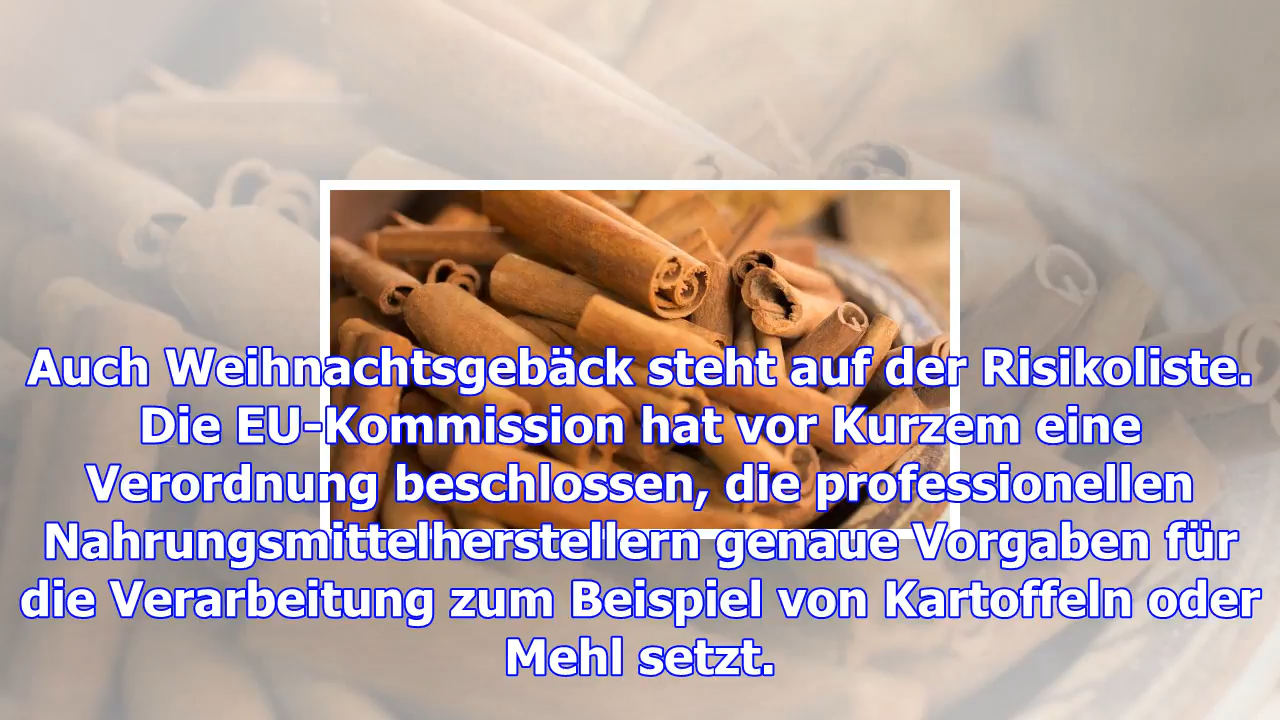 Auch Weihnachtsgebäck steht auf der Risikoliste.
Die EU-Kommission hat vor Kurzem eine
Verordnung beschlossen, die professionellen
Nahrungsmittelherstellern genaue Vorgaben für
die Verarbeitung zum Beispiel von Kartoffeln oder
Mehl setzt.